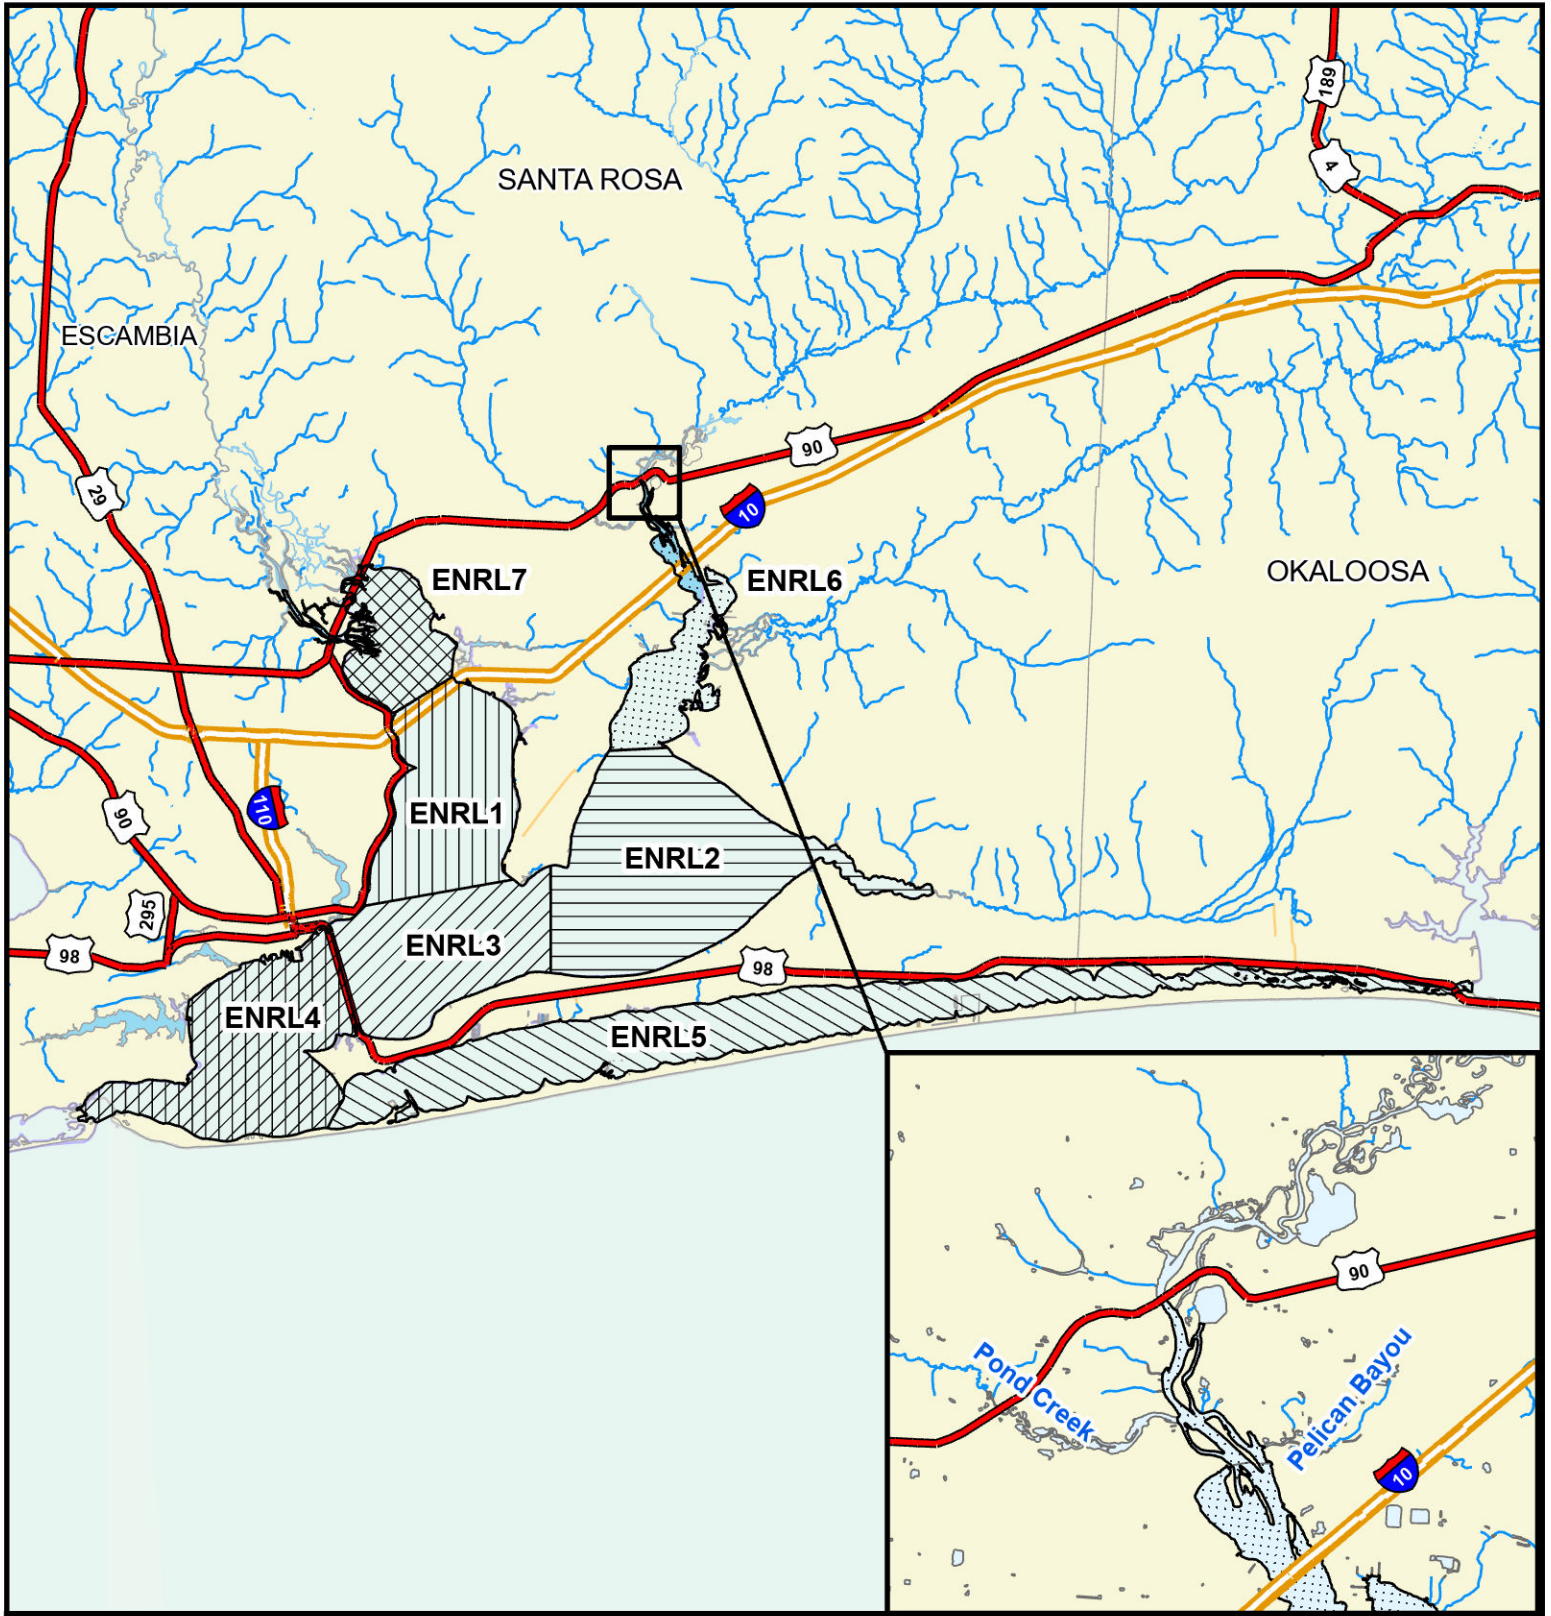 189
4
SANTA ROSA
ESCAMBIA
90
29
10
ENRL7
ENRL6
OKALOOSA
110
90
ENRL1
ENRL2
295
98
ENRL3
98
ENRL4
ENRL5
90
Pond Creek
Pelican Bayou
10